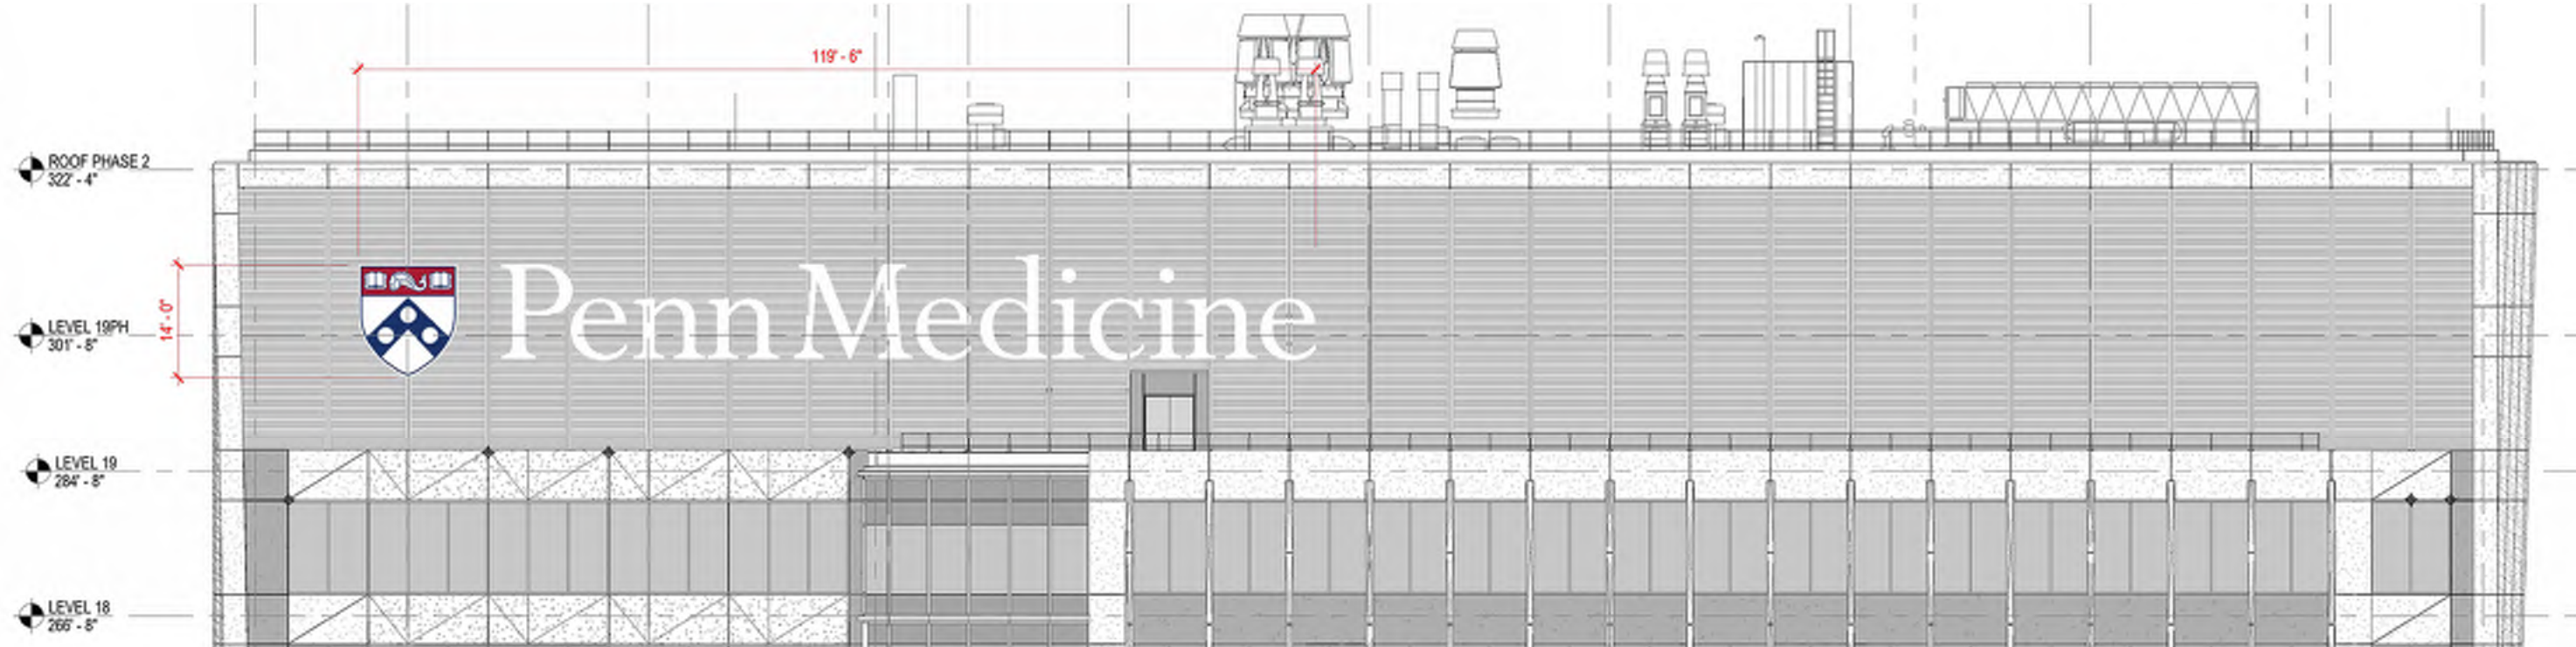 119' - 6"
ROOF PHASE 2
322' - 4"
14' - 0"
Penn Medicine
LEVEL 19PH
301' - 8"
LEVEL 19
284' - 8"
LEVEL 18
266' - 8"